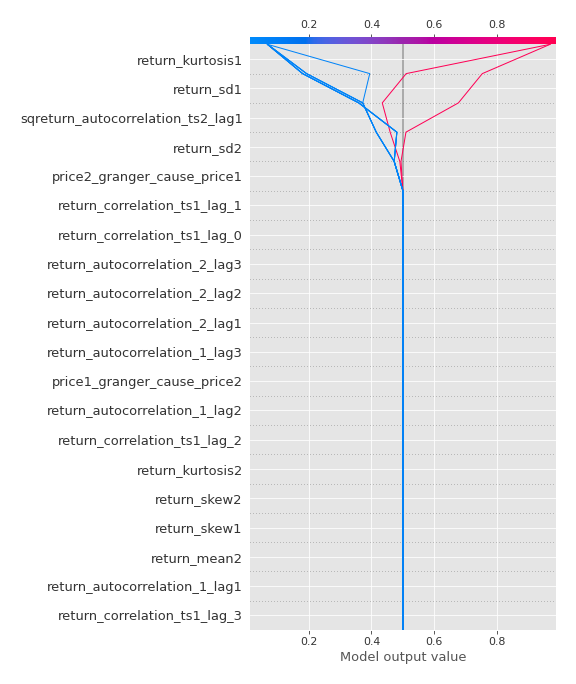 0.2 0.4 0.6 0.8
return_kurtosis1
return_sd1
sqreturn_autocorrelation_ts2_lag1
return_sd2
price2_granger_cause_price1
return_correlation_ts1_lag_1
return_correlation_ts1_lag_0
return_autocorrelation_2_lag3
return_autocorrelation_2_lag2
return_autocorrelation_2_lag1
return_autocorrelation_1_lag3
price1_granger_cause_price2
return_autocorrelation_1_lag2
return_correlation_ts1_lag_2
return_kurtosis2
return_skew2
return_skew1
return_mean2
return_autocorrelation_1_lag1
return_correlation_ts1_lag_3
0.2 0.4 0.6 0.8
Model output value